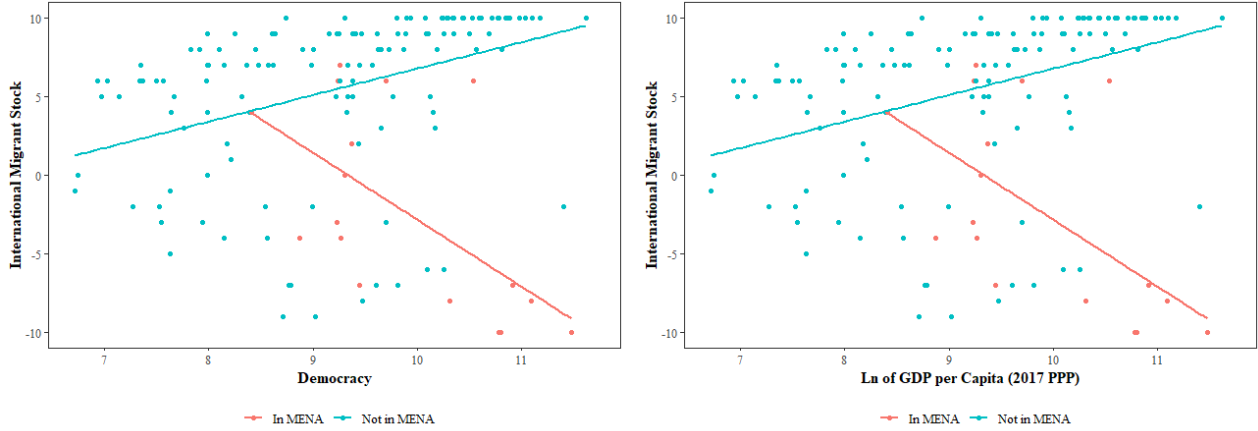 International Migrant Stock
10
5
0
-5
-10
7
8
9
10
11
Democracy
In MENA
Not in MENA
International Migrant Stock
10
5
0
-5
-10
7
8
9
10
11
Ln of GDP per Capita (2017 PPP)
In MENA
Not in MENA